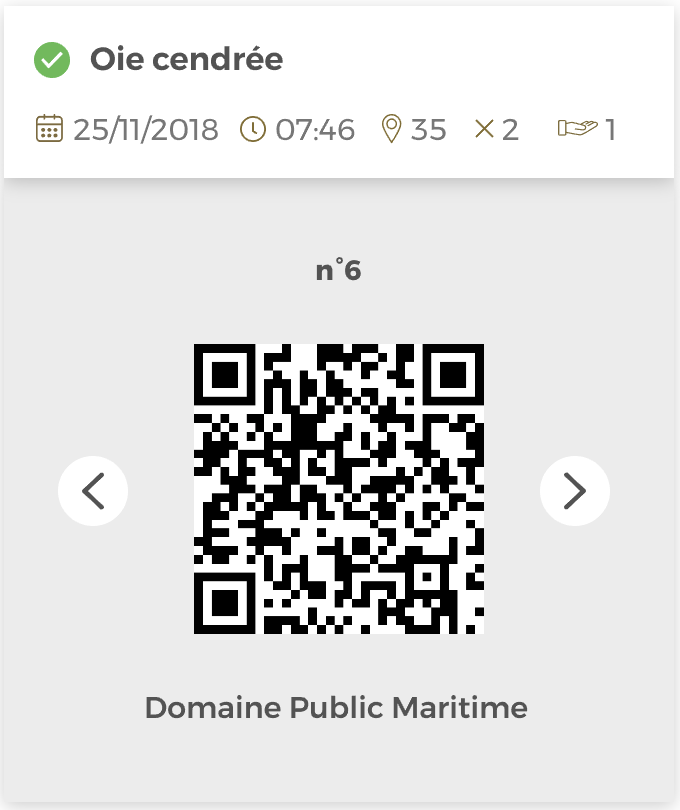 Oie cendrée
25/11/2018 07:46 35 ×2 1
n°6
Domaine Public Maritime